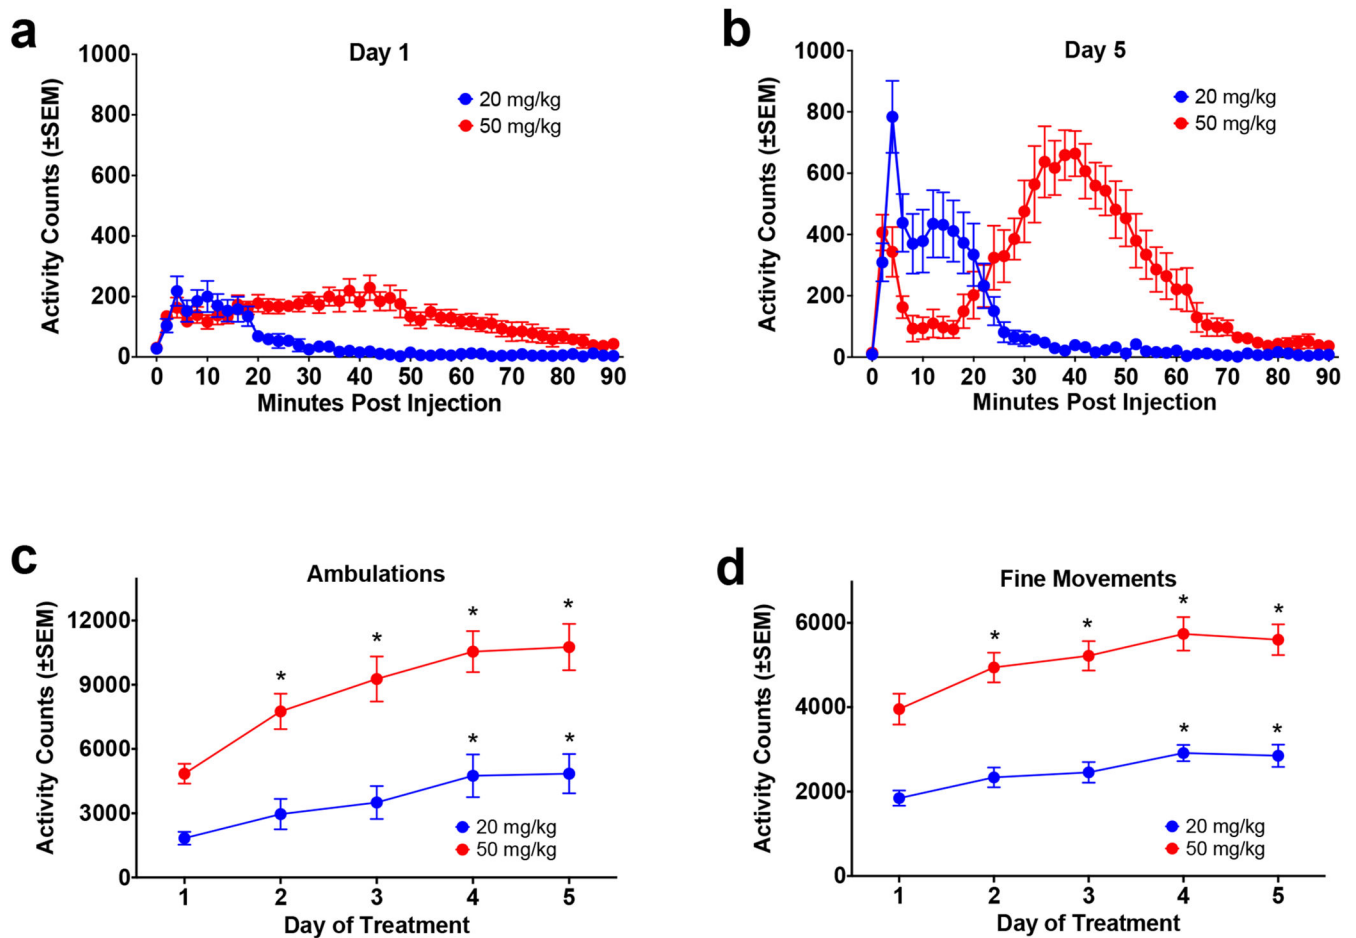 a
Day 1
Activity Counts (±SEM)
1000
800
600
400
200
0
20 mg/kg
50 mg/kg
0 10 20 30 40 50 60 70 80 90
Minutes Post Injection
b
Day 5
Activity Counts (±SEM)
1000
800
600
400
200
0
20 mg/kg
50 mg/kg
0 10 20 30 40 50 60 70 80 90
Minutes Post Injection
c
Ambulations
Activity Counts (±SEM)
12000
9000
6000
3000
0
* * * *
* *
20 mg/kg
50 mg/kg
1 2 3 4 5
Day of Treatment
d
Fine Movements
Activity Counts (±SEM)
6000
4000
2000
0
* * * *
* *
20 mg/kg
50 mg/kg
1 2 3 4 5
Day of Treatment